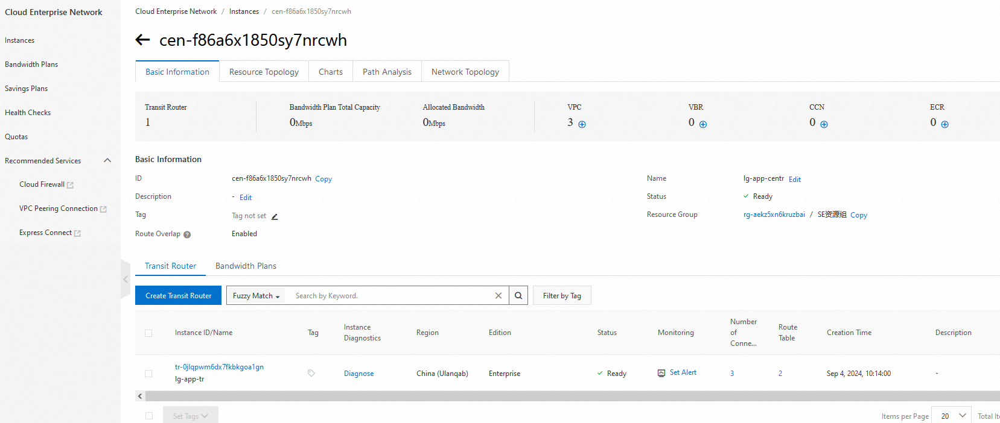 Cloud Enterprise Network
Instances
Bandwidth Plans
Savings Plans
Health Checks
Quotas
Recommended Services
Cloud Firewall
VPC Peering Connection
Express Connect
Cloud Enterprise Network / Instances / cen-f86a6x1850sy7nrcwh
cen-f86a6x1850sy7nrcwh
Basic Information Resource Topology Charts Path Analysis Network Topology
Transit Router Bandwidth Plan Total Capacity Allocated Bandwidth VPC VBR CCN ECR
1 0Mbps 0Mbps 3 0 0 0
Basic Information
ID cen-f86a6x1850sy7nrcwh Copy Name lg-app-centr Edit
Description - Edit Status Ready
Tag Tag not set Resource Group rg-aekz5xn6kruzbai / SE资源组 Copy
Route Overlap ? Enabled
Transit Router Bandwidth Plans
Create Transit Router Fuzzy Match Search by Keyword. Filter by Tag
Instance ID/Name Tag Instance Diagnostics Region Edition Status Monitoring Number of Conne... Route Table Creation Time Description
tr-0jlqpwm6dx7fkbkgoa1gn Diagnose China (Ulanqab) Enterprise Ready Set Alert 3 2 Sep 4, 2024, 10:14:00 -
lg-app-tr
Set Tags Items per Page 20 Total It